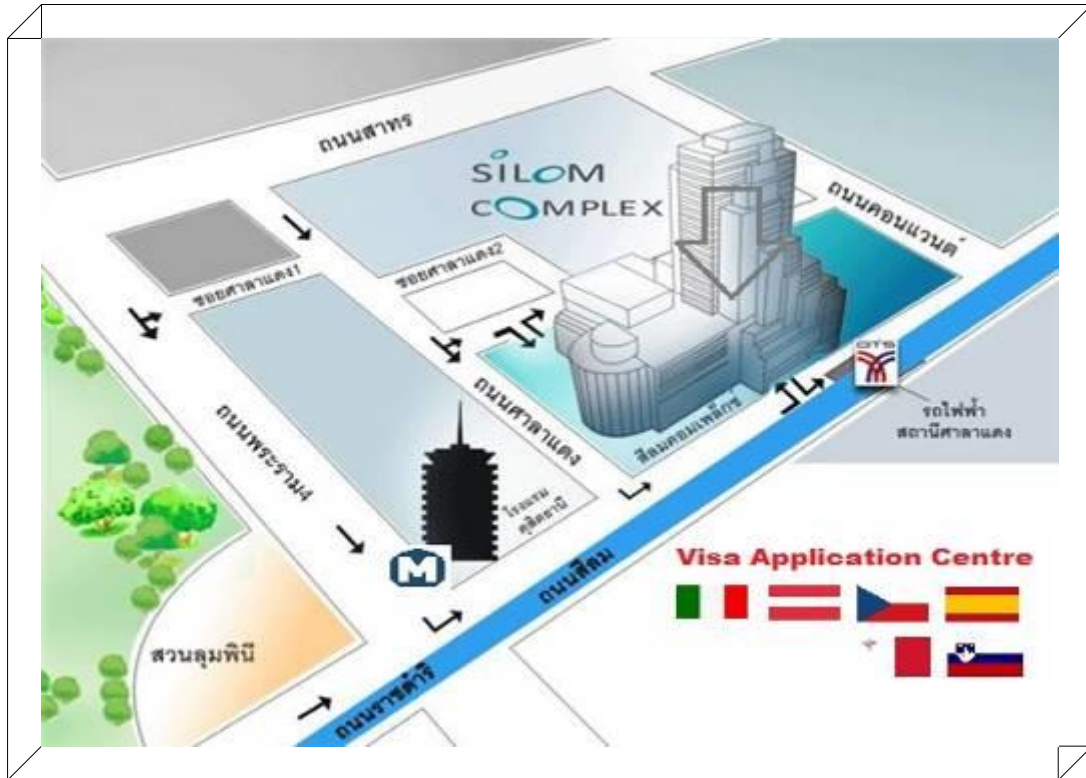 ถนนสาทร
SILOM
COMPLEX
ถนนคอนแวนต์
ซอยศาลาแดง1
ซอยศาลาแดง2
BTS
รถไฟฟ้า
สถานีศาลาแดง
ถนนพระราม4
ถนนศาลาแดง
สีลมคอมเพล็กซ์
โรงแรม
ดุสิตธานี
M
ถนนสีลม
Visa Application Centre
สวนลุมพินี
ถนนราชดำริ